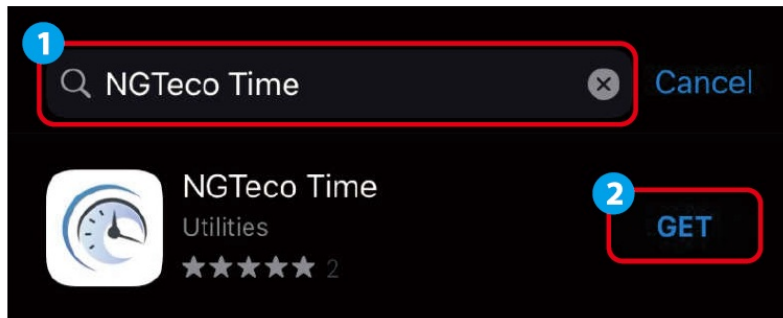 1
NGTeco Time
Cancel
NGTeco Time
Utilities
★★★★★ 2
2
GET